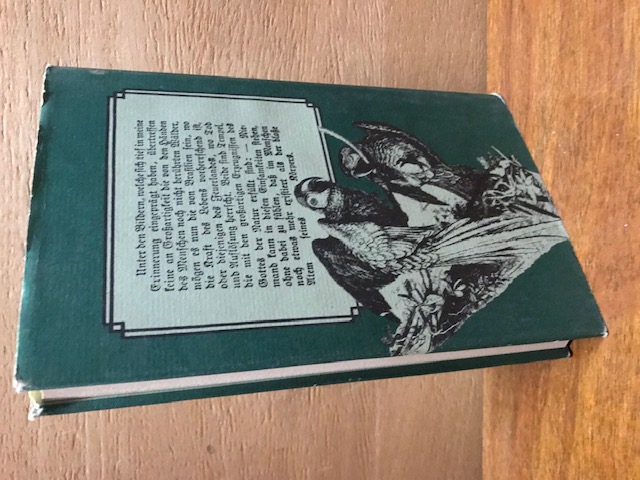 Unter den Bildern, welche sich tief in meine
Erinnerung eingeprägt haben, übertreffen
keine an Großartigkeit die von den Händen
des Menschen noch nicht berührten Wälder,
mögen es nun die von Brasilien sein, wo
die Kraft des Lebens vorherrschend ist,
oder diejenigen des Feuerlandes, wo Tod
und Auflösung herrscht. Beide sind Tempel,
die mit den großartigen Erzeugnissen des
Gottes der Natur erfüllt sind: — Nie-
mand kann in diesen Einsamkeiten stehen,
ohne dabei zu fühlen, daß im Menschen
noch etwas mehr existiert als der bloße
Atem seines Körpers.